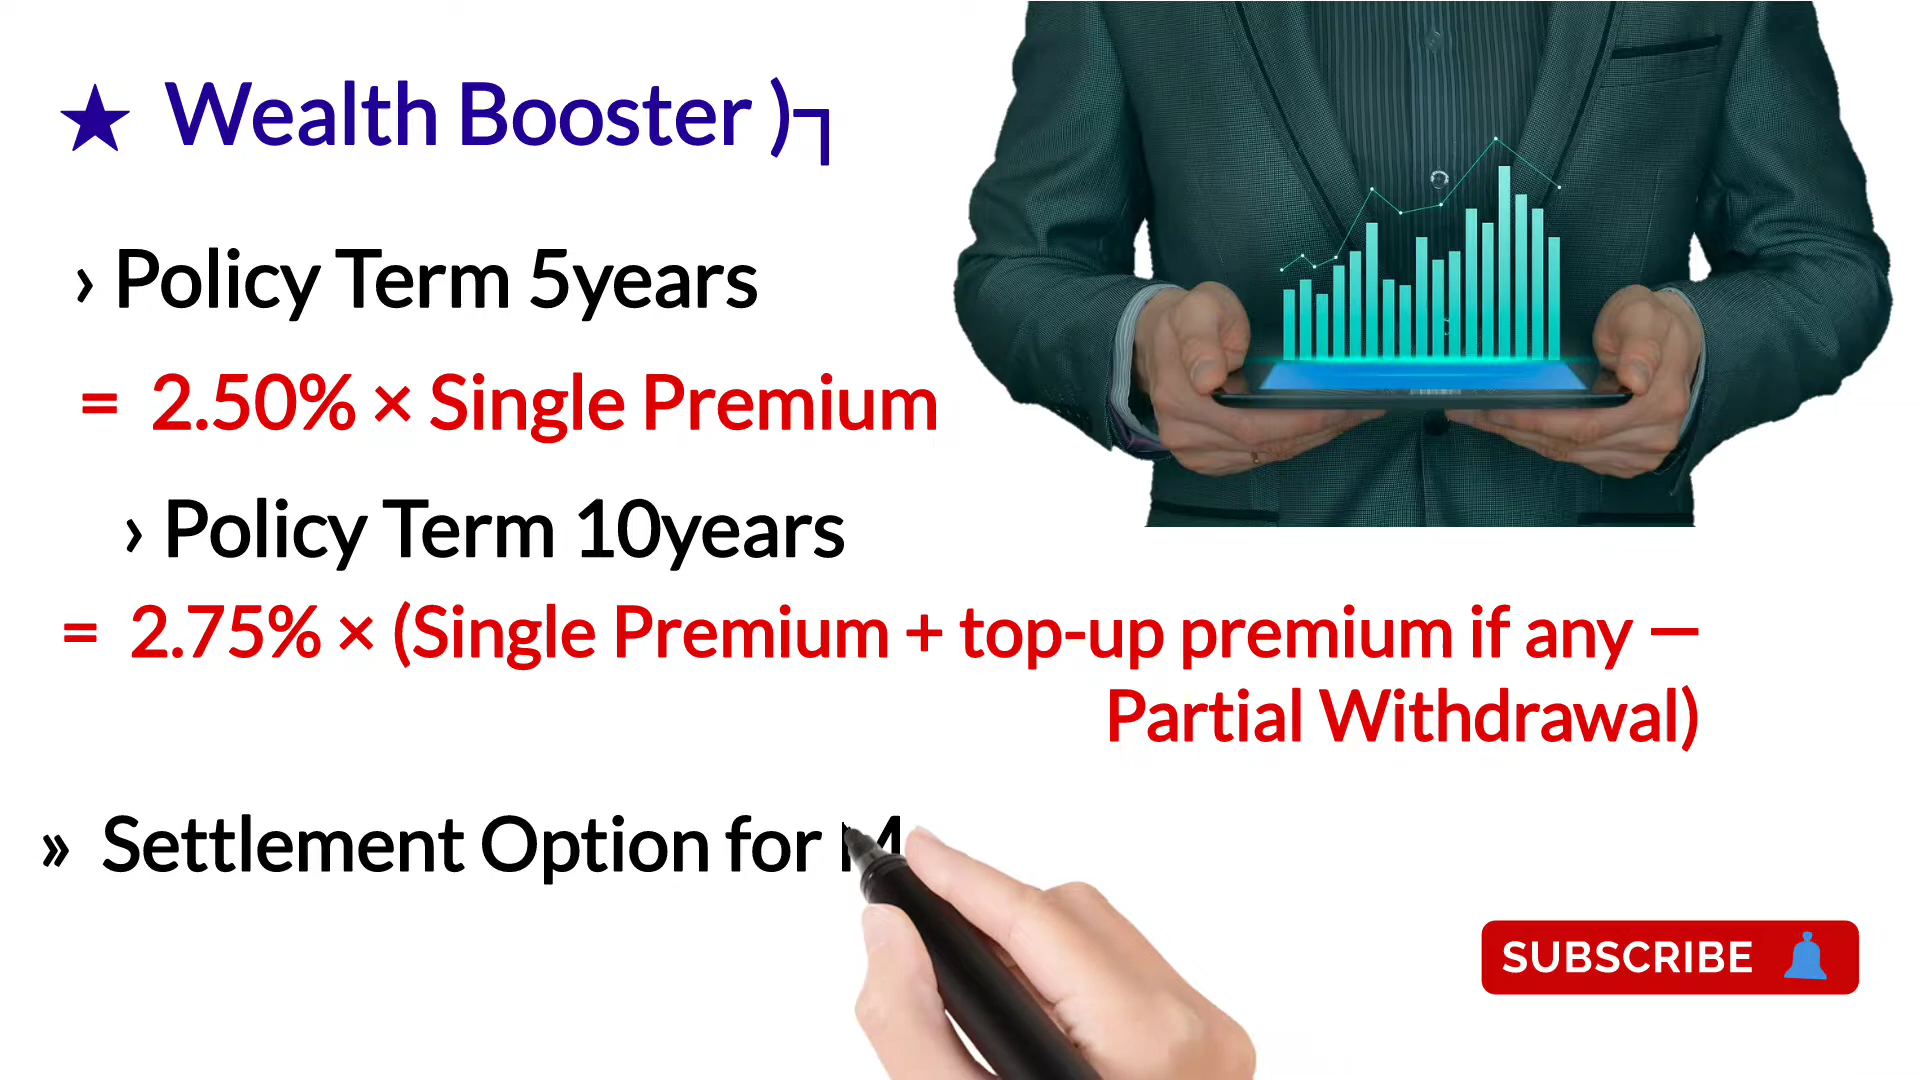 ★ Wealth Booster )┐
› Policy Term 5years
= 2.50% × Single Premium
› Policy Term 10years
= 2.75% × (Single Premium + top-up premium if any —
Partial Withdrawal)
» Settlement Option for M
SUBSCRIBE